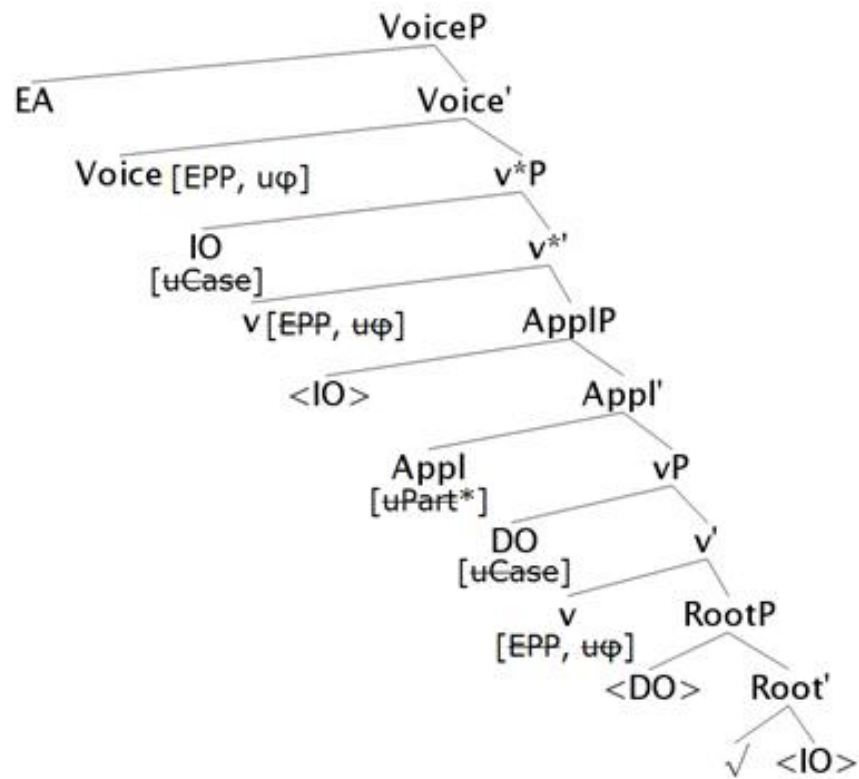 VoiceP
EA Voice'
Voice [EPP, uφ] v*P
IO v*'
[uCase]
v [EPP, uφ] ApplP
<IO> Appl'
Appl vP
[uPart*]
DO v'
[uCase]
v RootP
[EPP, uφ]
<DO> Root'
√ <IO>